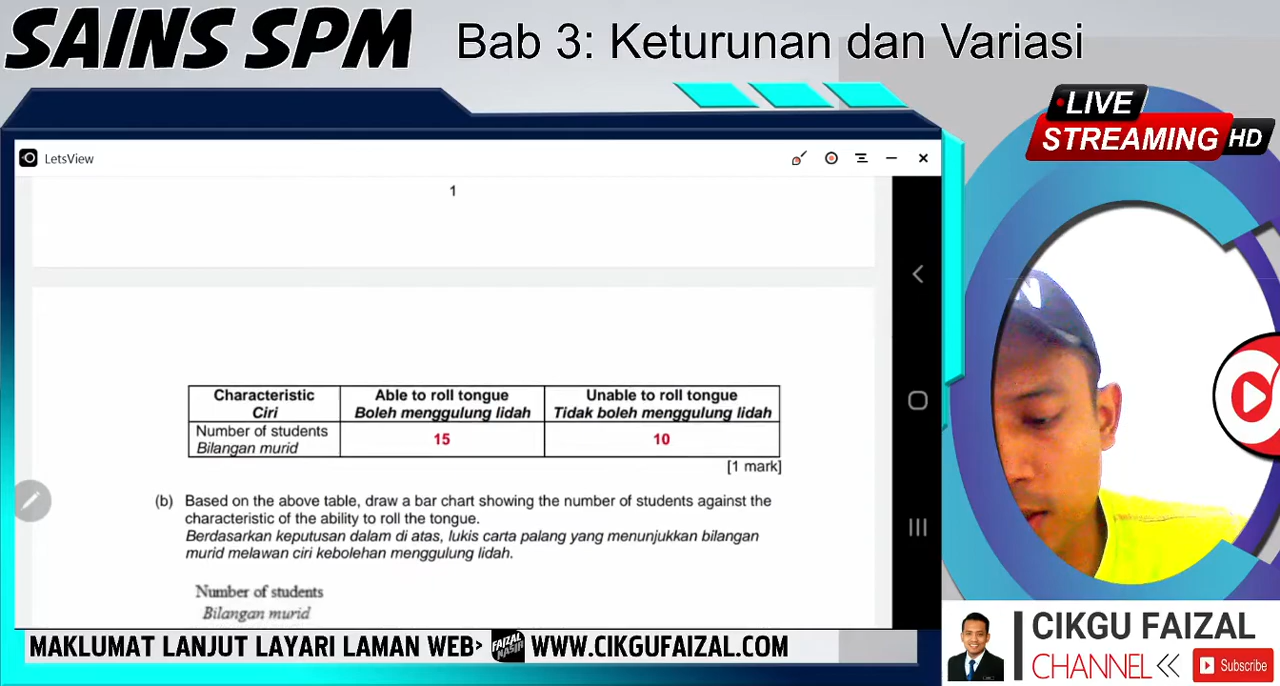 SAINS SPM
Bab 3: Keturunan dan Variasi
LIVE
STREAMING HD
LetsView
1
Characteristic
Ciri
Able to roll tongue
Boleh menggulung lidah
Unable to roll tongue
Tidak boleh menggulung lidah
Number of students
Bilangan murid
15
10
[1 mark]
(b) Based on the above table, draw a bar chart showing the number of students against the
characteristic of the ability to roll the tongue.
Berdasarkan keputusan dalam di atas, lukis carta palang yang menunjukkan bilangan
murid melawan ciri kebolehan menggulung lidah.
Number of students
Bilangan murid
MAKLUMAT LANJUT LAYARI LAMAN WEB> FAIZAL NASIR WWW.CIKGUFAIZAL.COM
CIKGU FAIZAL
CHANNEL << Subscribe